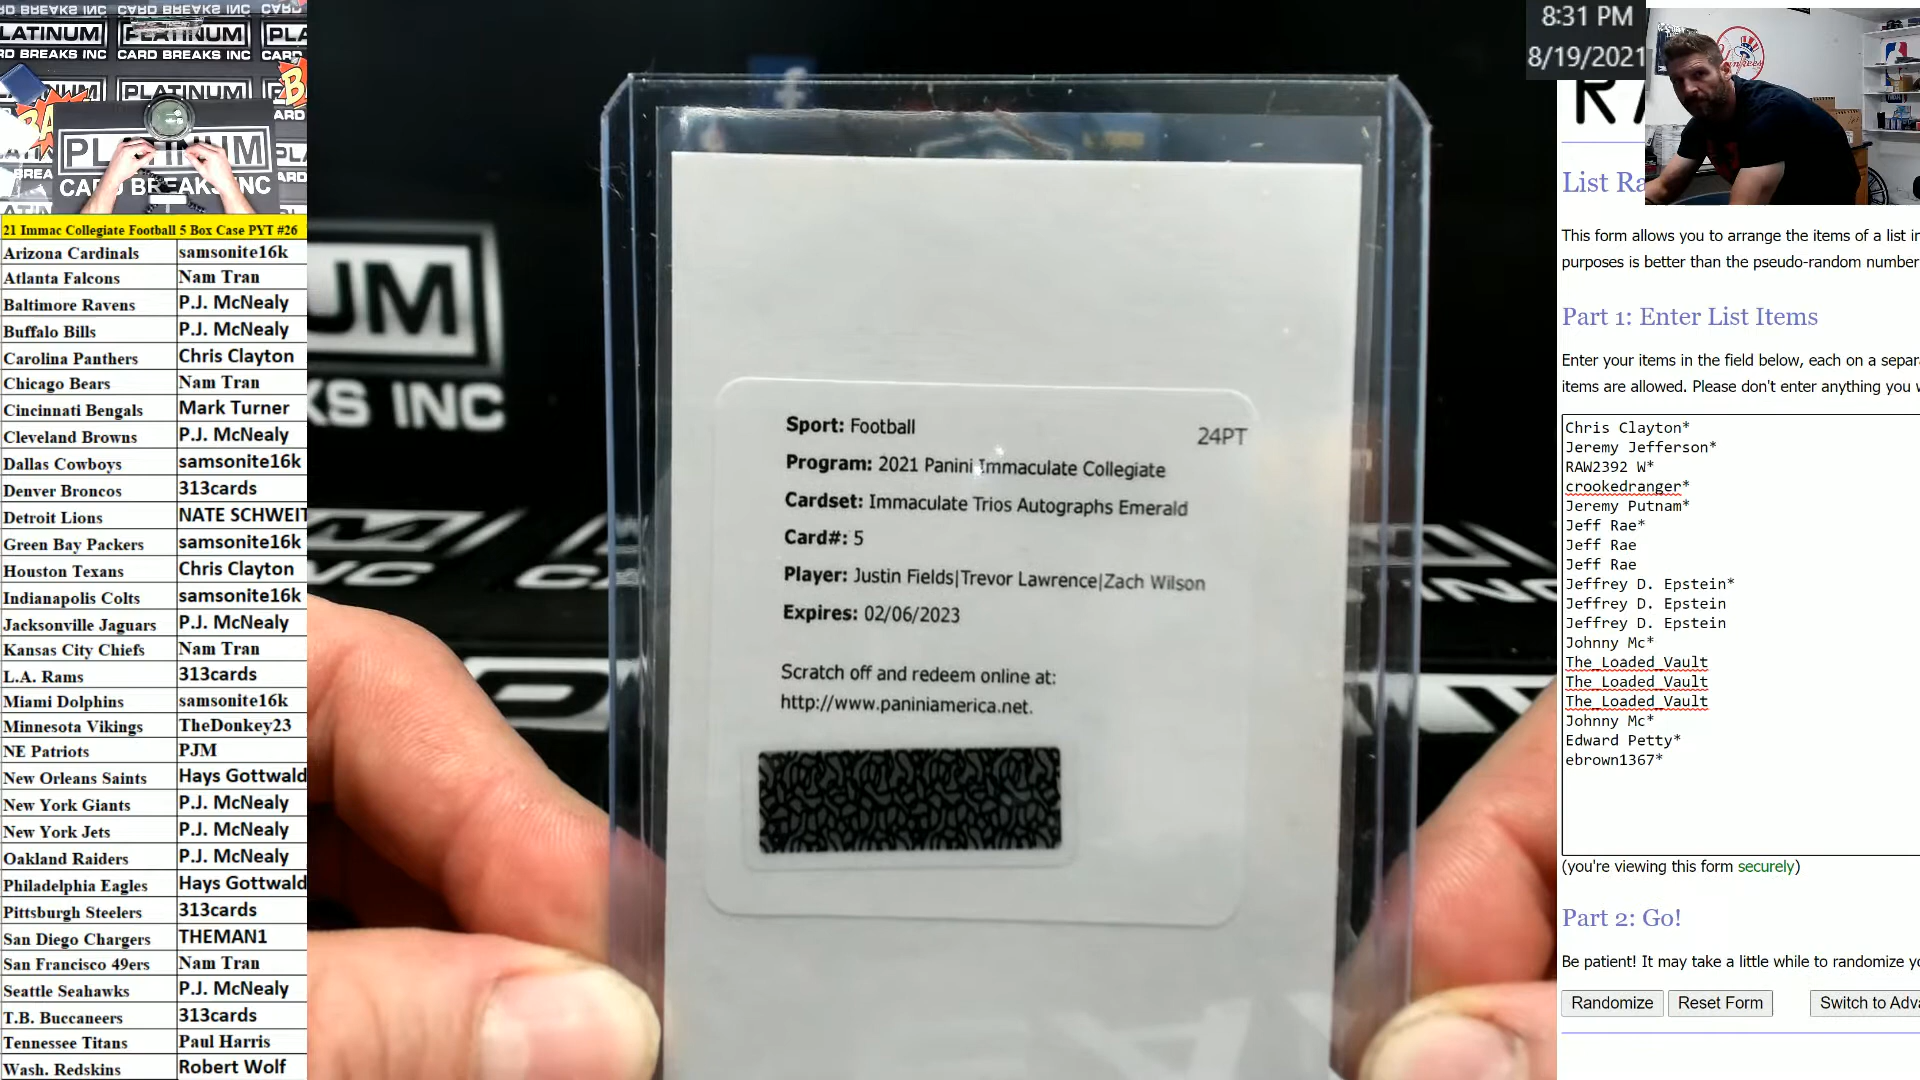 PLATINUM
CARD BREAKS INC
21 Immac Collegiate Football 5 Box Case PYT #26
Arizona Cardinals samsonite16k
Atlanta Falcons Nam Tran
Baltimore Ravens P.J. McNealy
Buffalo Bills P.J. McNealy
Carolina Panthers Chris Clayton
Chicago Bears Nam Tran
Cincinnati Bengals Mark Turner
Cleveland Browns P.J. McNealy
Dallas Cowboys samsonite16k
Denver Broncos 313cards
Detroit Lions NATE SCHWEIT
Green Bay Packers samsonite16k
Houston Texans Chris Clayton
Indianapolis Colts samsonite16k
Jacksonville Jaguars P.J. McNealy
Kansas City Chiefs Nam Tran
L.A. Rams 313cards
Miami Dolphins samsonite16k
Minnesota Vikings TheDonkey23
NE Patriots PJM
New Orleans Saints Hays Gottwald
New York Giants P.J. McNealy
New York Jets P.J. McNealy
Oakland Raiders P.J. McNealy
Philadelphia Eagles Hays Gottwald
Pittsburgh Steelers 313cards
San Diego Chargers THEMAN1
San Francisco 49ers Nam Tran
Seattle Seahawks P.J. McNealy
T.B. Buccaneers 313cards
Tennessee Titans Paul Harris
Wash. Redskins Robert Wolf
UM
KS INC
Sport: Football 24PT
Program: 2021 Panini Immaculate Collegiate
Cardset: Immaculate Trios Autographs Emerald
Card#: 5
Player: Justin Fields|Trevor Lawrence|Zach Wilson
Expires: 02/06/2023
Scratch off and redeem online at:
http://www.paniniamerica.net.
8:31 PM
8/19/2021
Yankees
RA
List Ra
This form allows you to arrange the items of a list in
purposes is better than the pseudo-random number
Part 1: Enter List Items
Enter your items in the field below, each on a separ
items are allowed. Please don't enter anything you w
Chris Clayton*
Jeremy Jefferson*
RAW2392 W*
crookedranger*
Jeremy Putnam*
Jeff Rae*
Jeff Rae
Jeff Rae
Jeffrey D. Epstein*
Jeffrey D. Epstein
Jeffrey D. Epstein
Johnny Mc*
The_Loaded_Vault
The_Loaded_Vault
The_Loaded_Vault
Johnny Mc*
Edward Petty*
ebrown1367*
(you're viewing this form securely)
Part 2: Go!
Be patient! It may take a little while to randomize yo
Randomize Reset Form Switch to Adva